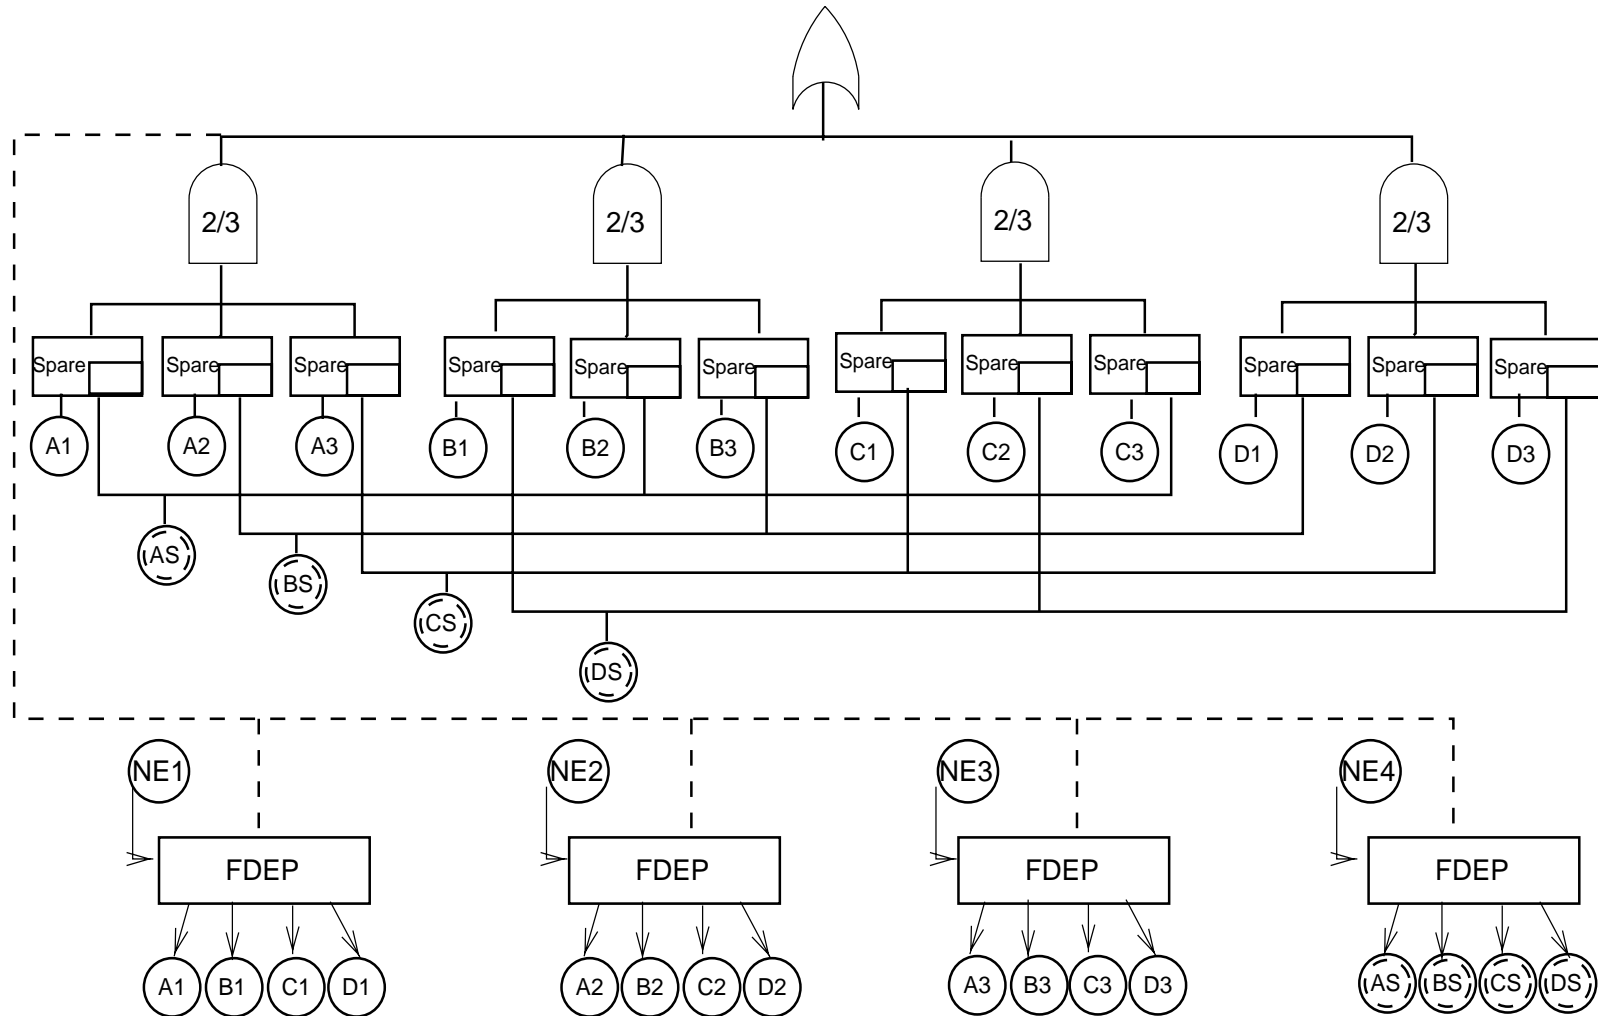 2/3 2/3 2/3 2/3
Spare Spare Spare Spare Spare Spare Spare Spare Spare Spare Spare Spare
A1 A2 A3 B1 B2 B3 C1 C2 C3 D1 D2 D3
AS
BS
CS
DS
NE1 NE2 NE3 NE4
FDEP FDEP FDEP FDEP
A1 B1 C1 D1 A2 B2 C2 D2 A3 B3 C3 D3 AS BS CS DS